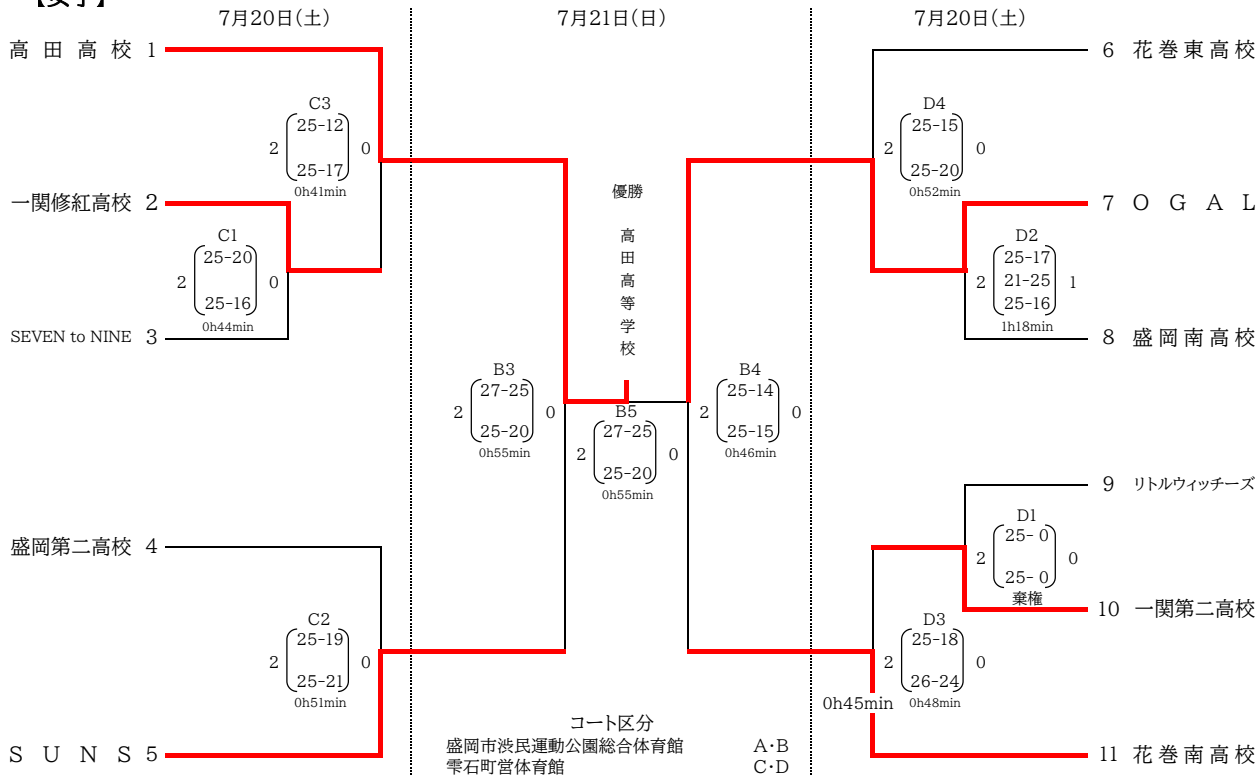 【女子】
7月20日(土)
7月21日(日)
7月20日(土)
高田高校 1
6 花巻東高校
C3
2 25-12 0
25-17
0h41min
D4
2 25-15 0
25-20
0h52min
優勝
高田高等学校
一関修紅高校 2
7 OGAL
C1
2 25-20 0
25-16
0h44min
D2
25-17
2 21-25 1
25-16
1h18min
SEVEN to NINE 3
8 盛岡南高校
B3
2 27-25 0
25-20
0h55min
B4
2 25-14 0
25-15
0h46min
B5
2 27-25 0
25-20
0h55min
9 リトルウィッチーズ
盛岡第二高校 4
D1
2 25- 0 0
25- 0
棄権
10 一関第二高校
C2
2 25-19 0
25-21
0h51min
D3
2 25-18 0
26-24
0h45min 0h48min
SUNS 5
11 花巻南高校
コート区分
盛岡市渋民運動公園総合体育館 A・B
雫石町営体育館 C・D